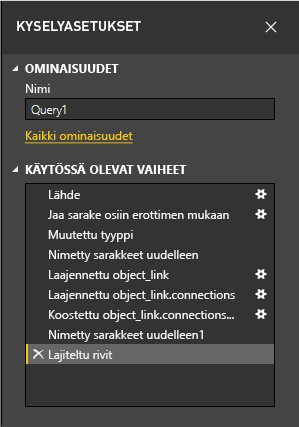 KYSELYASETUKSET
OMINAISUUDET
Nimi
Query1
Kaikki ominaisuudet
KÄYTÖSSÄ OLEVAT VAIHEET
Lähde
Jaa sarake osiin erottimen mukaan
Muutettu tyyppi
Nimetty sarakkeet uudelleen
Laajennettu object_link
Laajennettu object_link.connections
Koostettu object_link.connections...
Nimetty sarakkeet uudelleen1
Lajiteltu rivit